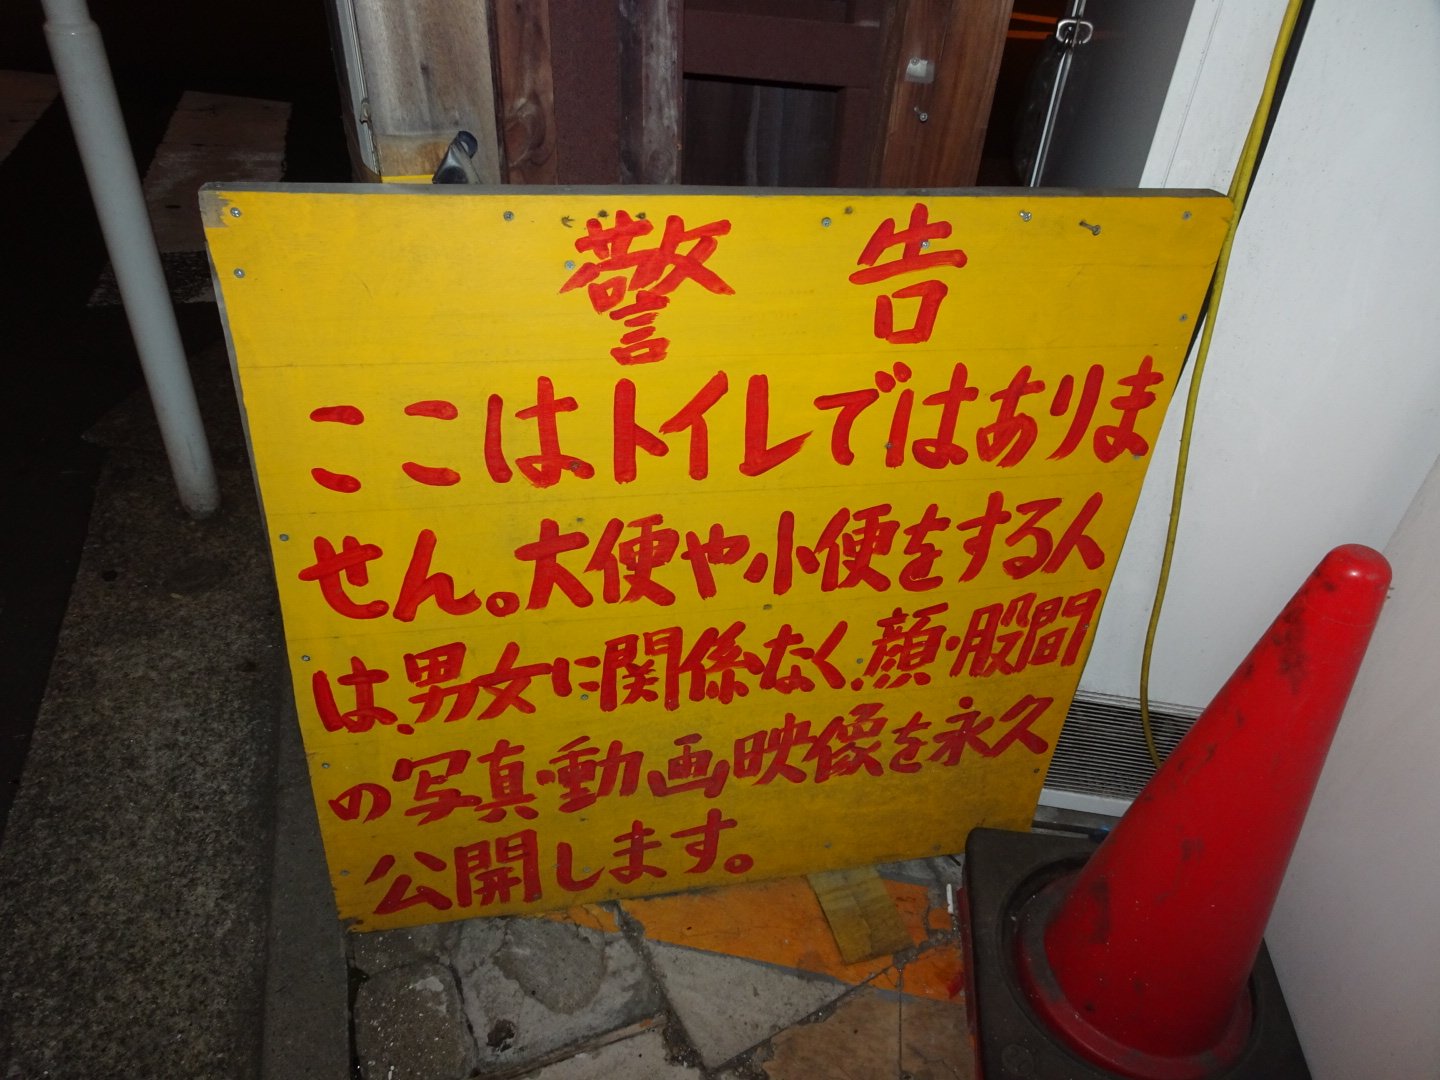 警告
ここはトイレではありま
せん。大便や小便をする人
は、男女に関係なく、顔・股間
の写真・動画映像を永久
公開します。